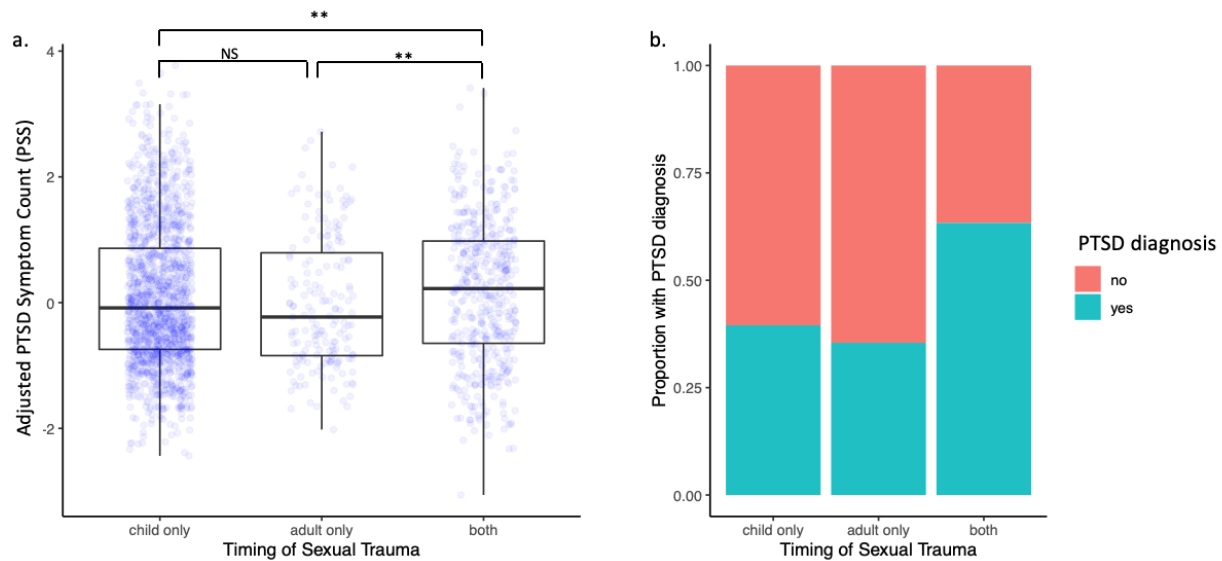 a.
**
NS
**
4
2
0
-2
Adjusted PTSD Symptom Count (PSS)
child only
adult only
both
Timing of Sexual Trauma
b.
1.00
0.75
0.50
0.25
0.00
Proportion with PTSD diagnosis
child only
adult only
both
Timing of Sexual Trauma
PTSD diagnosis
no
yes